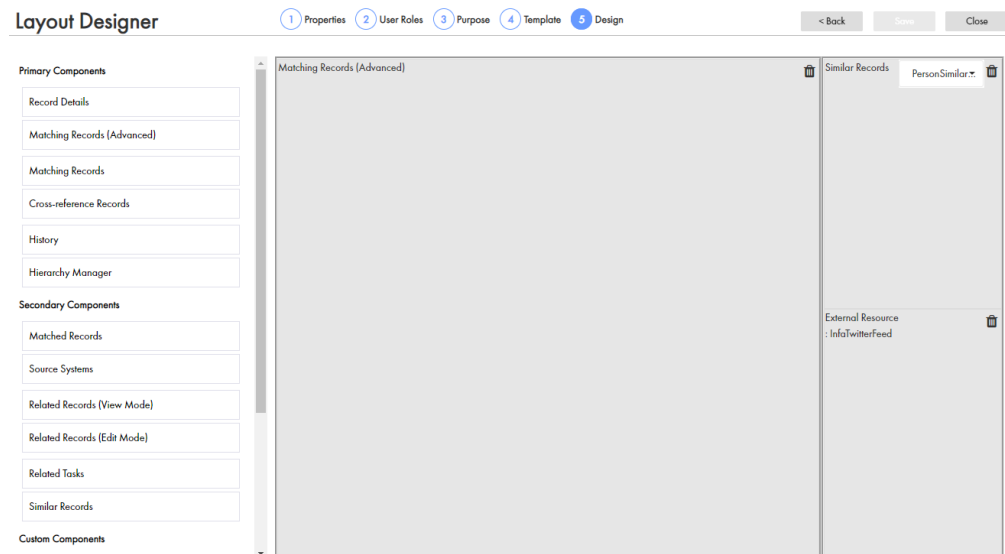 Layout Designer
1 Properties 2 User Roles 3 Purpose 4 Template 5 Design
< Back Save Close
Primary Components
Record Details
Matching Records (Advanced)
Matching Records
Cross-reference Records
History
Hierarchy Manager
Secondary Components
Matched Records
Source Systems
Related Records (View Mode)
Related Records (Edit Mode)
Related Tasks
Similar Records
Custom Components
Matching Records (Advanced)
Similar Records
PersonSimilar...
External Resource
: InfaTwitterFeed